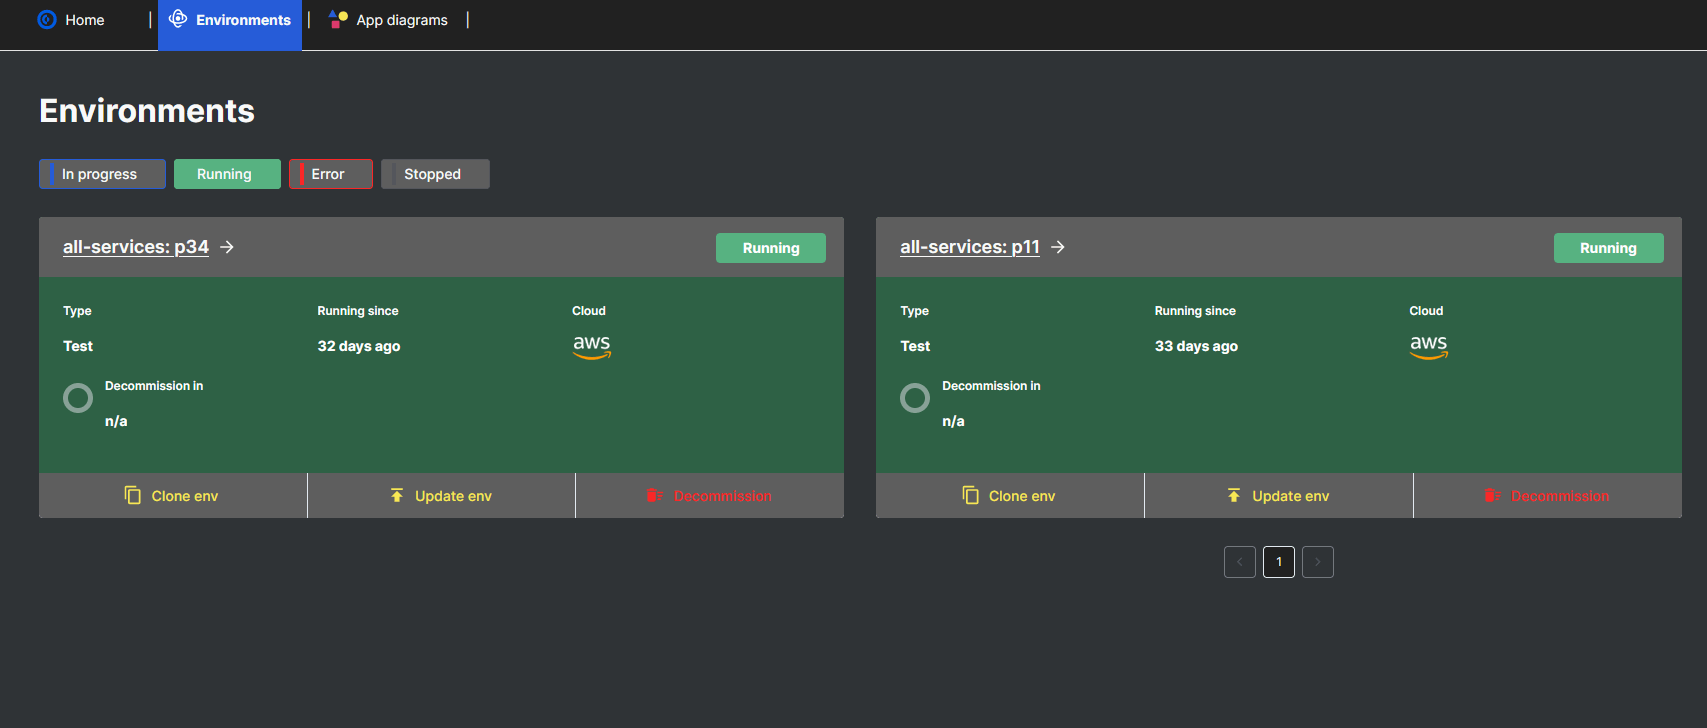 Home | Environments | App diagrams |
Environments
In progress Running Error Stopped
all-services: p34 → Running
Type Running since Cloud
Test 32 days ago aws
Decommission in
n/a
Clone env Update env Decommission
all-services: p11 → Running
Type Running since Cloud
Test 33 days ago aws
Decommission in
n/a
Clone env Update env Decommission
< 1 >